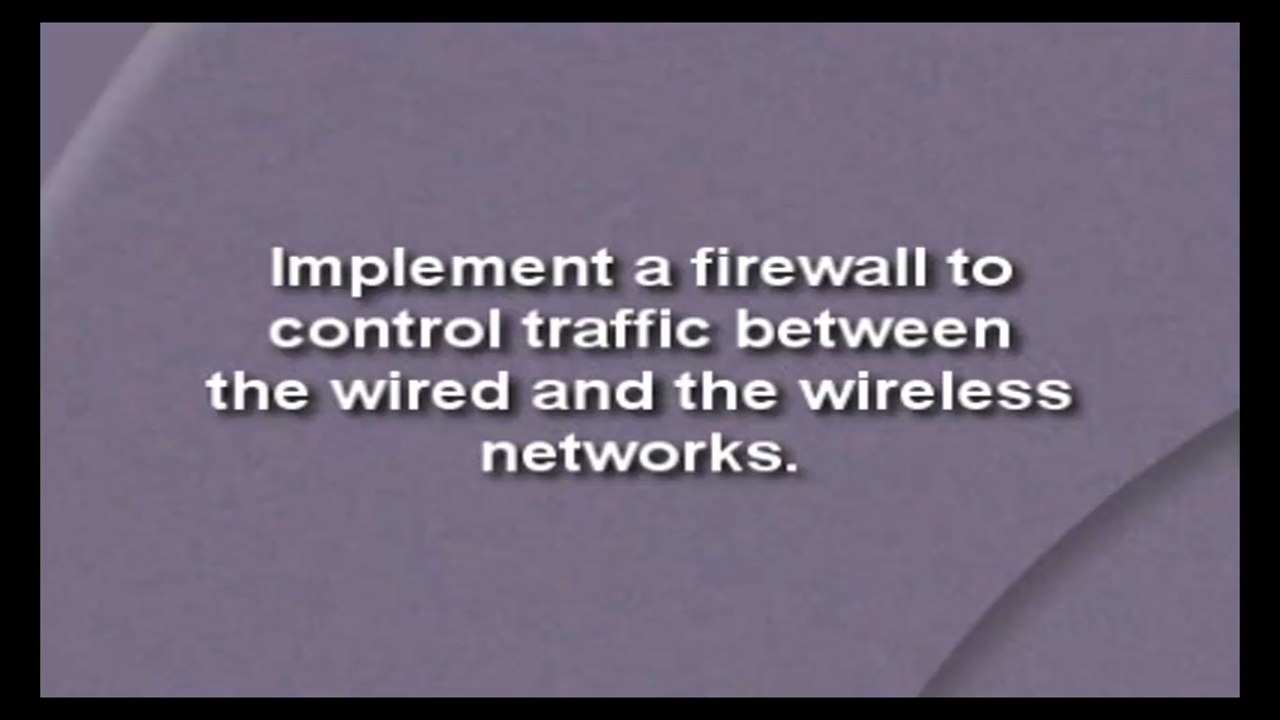 Implement a firewall to
control traffic between
the wired and the wireless
networks.